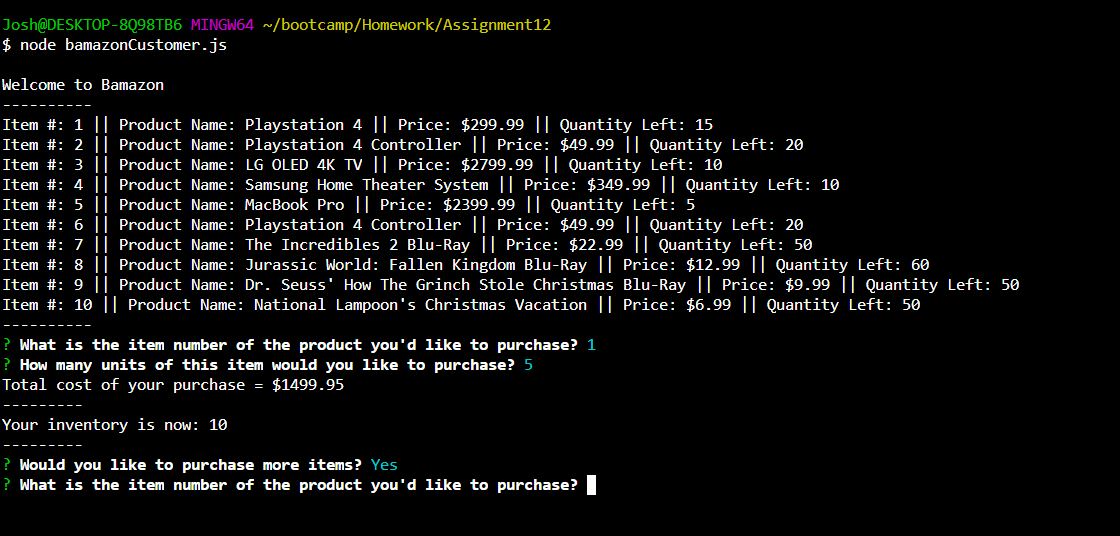 Josh@DESKTOP-8Q98TB6 MINGW64 ~/bootcamp/Homework/Assignment12
$ node bamazonCustomer.js
Welcome to Bamazon
----------
Item #: 1 || Product Name: Playstation 4 || Price: $299.99 || Quantity Left: 15
Item #: 2 || Product Name: Playstation 4 Controller || Price: $49.99 || Quantity Left: 20
Item #: 3 || Product Name: LG OLED 4K TV || Price: $2799.99 || Quantity Left: 10
Item #: 4 || Product Name: Samsung Home Theater System || Price: $349.99 || Quantity Left: 10
Item #: 5 || Product Name: MacBook Pro || Price: $2399.99 || Quantity Left: 5
Item #: 6 || Product Name: Playstation 4 Controller || Price: $49.99 || Quantity Left: 20
Item #: 7 || Product Name: The Incredibles 2 Blu-Ray || Price: $22.99 || Quantity Left: 50
Item #: 8 || Product Name: Jurassic World: Fallen Kingdom Blu-Ray || Price: $12.99 || Quantity Left: 60
Item #: 9 || Product Name: Dr. Seuss' How The Grinch Stole Christmas Blu-Ray || Price: $9.99 || Quantity Left: 50
Item #: 10 || Product Name: National Lampoon's Christmas Vacation || Price: $6.99 || Quantity Left: 50
----------
? What is the item number of the product you'd like to purchase? 1
? How many units of this item would you like to purchase? 5
Total cost of your purchase = $1499.95
---------
Your inventory is now: 10
---------
? Would you like to purchase more items? Yes
? What is the item number of the product you'd like to purchase?